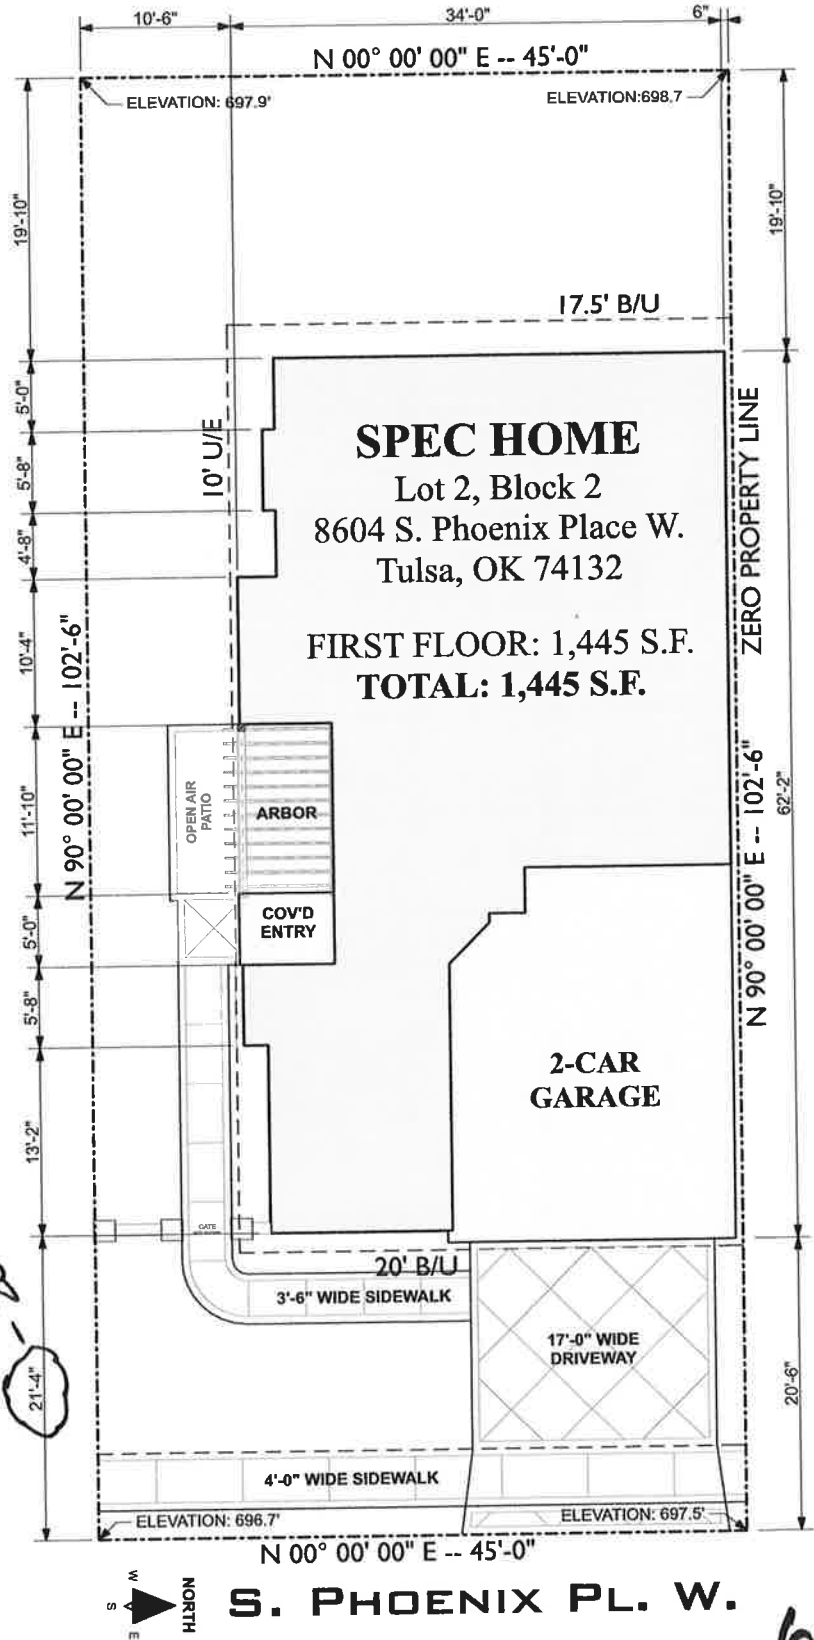 10'-6"
34'-0"
6"
N 00° 00' 00" E -- 45'-0"
ELEVATION: 697.9'
ELEVATION:698.7
19'-10"
19'-10"
17.5' B/U
5'-0"
5'-8"
4'-8"
10'-4"
11'-10"
5'-0"
5'-8"
13'-2"
21'-4"
10' U/E
N 90° 00' 00" E -- 102'-6"
SPEC HOME
Lot 2, Block 2
8604 S. Phoenix Place W.
Tulsa, OK 74132
FIRST FLOOR: 1,445 S.F.
TOTAL: 1,445 S.F.
ZERO PROPERTY LINE
N 90° 00' 00" E -- 102'-6"
62'-2"
20'-6"
OPEN AIR
PATIO
ARBOR
COV'D
ENTRY
2-CAR
GARAGE
GATE
20' B/U
3'-6" WIDE SIDEWALK
17'-0" WIDE
DRIVEWAY
4'-0" WIDE SIDEWALK
ELEVATION: 696.7'
ELEVATION: 697.5'
N 00° 00' 00" E -- 45'-0"
W
S
E
NORTH
S. PHOENIX PL. W.